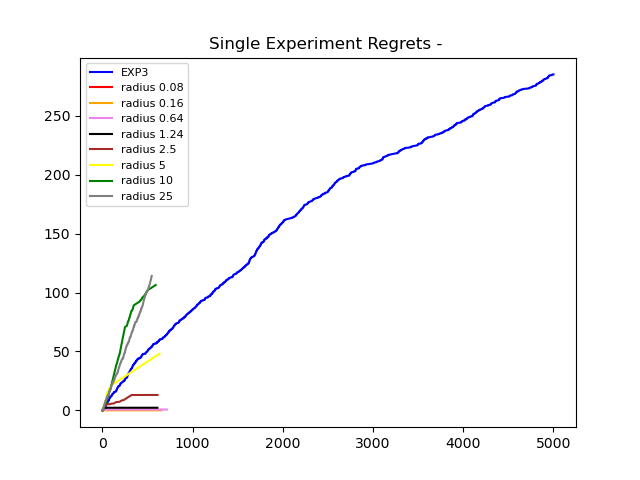 Single Experiment Regrets -
EXP3
radius 0.08
radius 0.16
radius 0.64
radius 1.24
radius 2.5
radius 5
radius 10
radius 25
250
200
150
100
50
0
0 1000 2000 3000 4000 5000